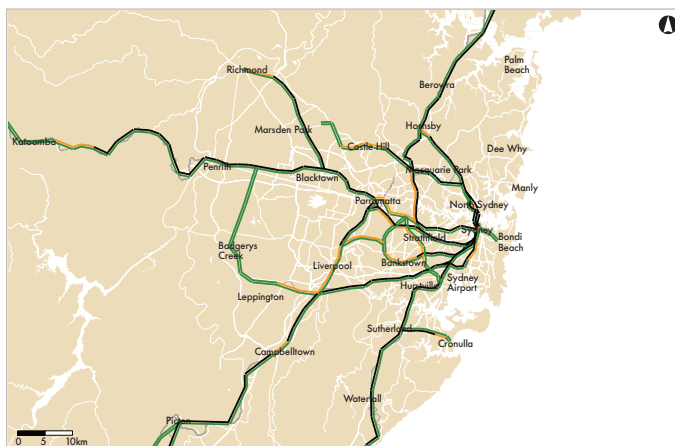 Palm
Beach
Richmond
Berowra
Marsden Park
Hornsby
Katoomba
Castle Hill
Dee Why
Penrith
Macquarie Park
Blacktown
Manly
Parramatta
North Sydney
Sydney
Strathfield
Bondi
Beach
Badgerys
Creek
Liverpool
Bankstown
Sydney
Airport
Hurstville
Leppington
Sutherland
Cronulla
Campbelltown
Waterfall
Picton
0 5 10km